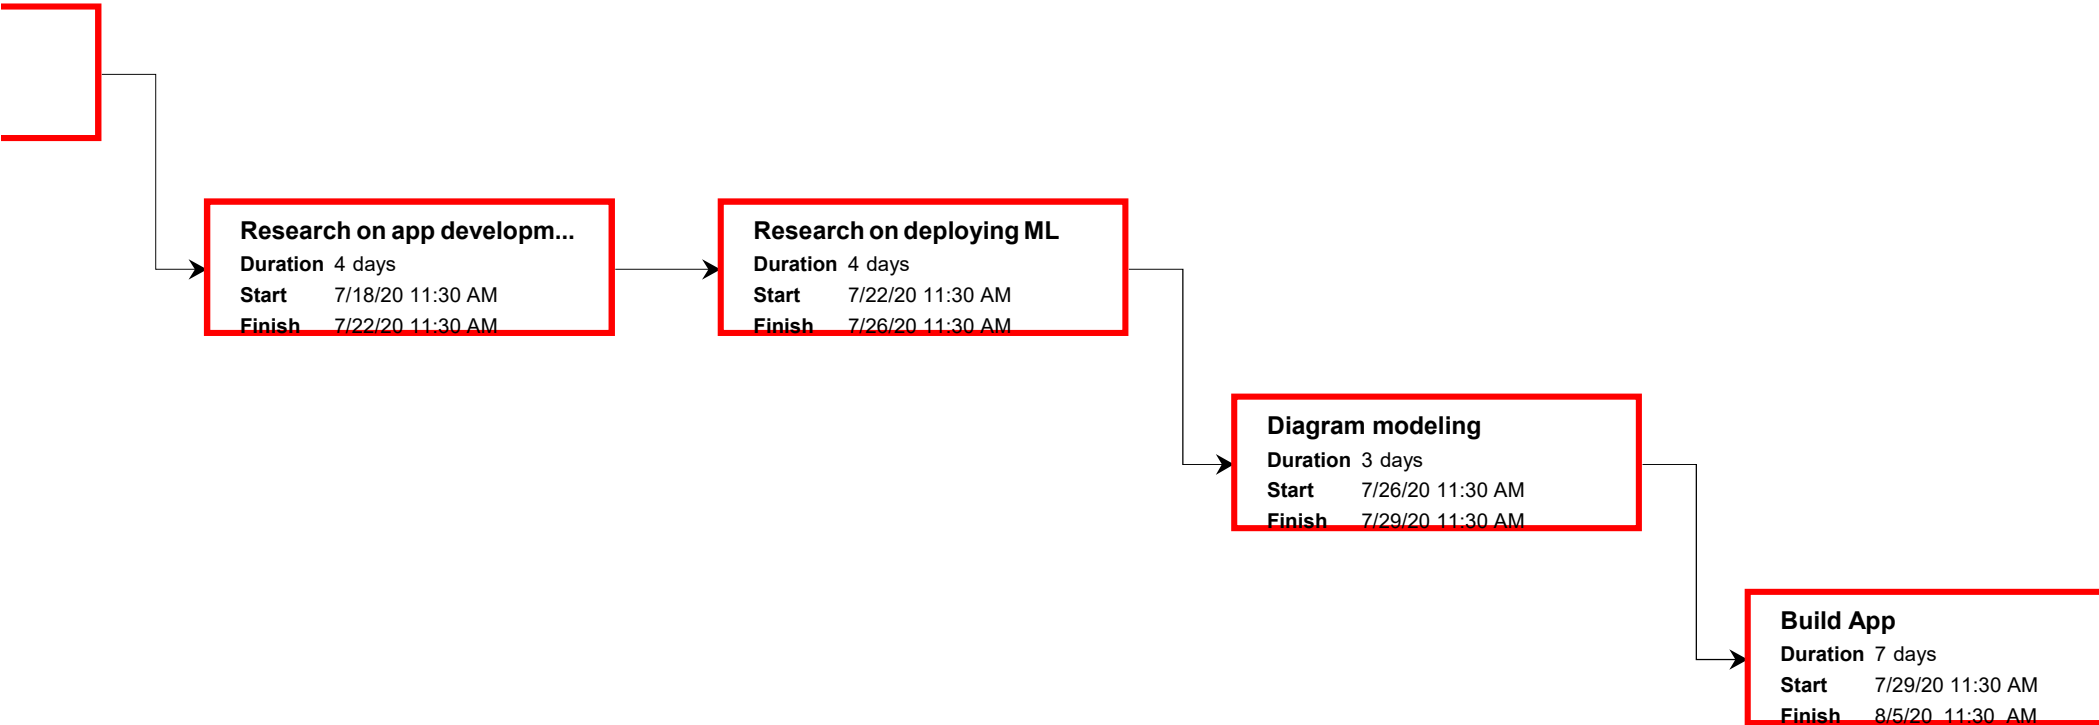 Research on app developm...
Duration 4 days
Start 7/18/20 11:30 AM
Finish 7/22/20 11:30 AM
Research on deploying ML
Duration 4 days
Start 7/22/20 11:30 AM
Finish 7/26/20 11:30 AM
Diagram modeling
Duration 3 days
Start 7/26/20 11:30 AM
Finish 7/29/20 11:30 AM
Build App
Duration 7 days
Start 7/29/20 11:30 AM
Finish 8/5/20 11:30 AM